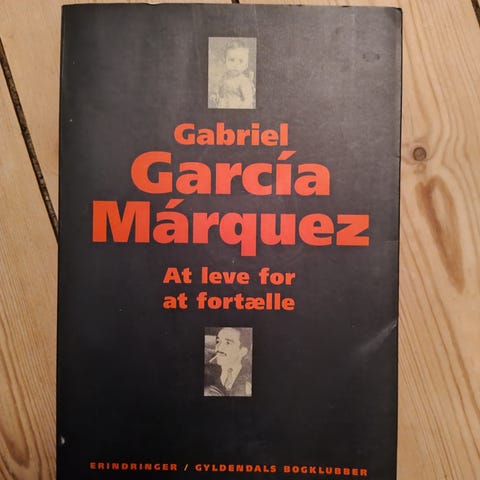 Gabriel
García
Márquez
At leve for
at fortælle
ERINDRINGER / GYLDENDALS BOGKLUBBER